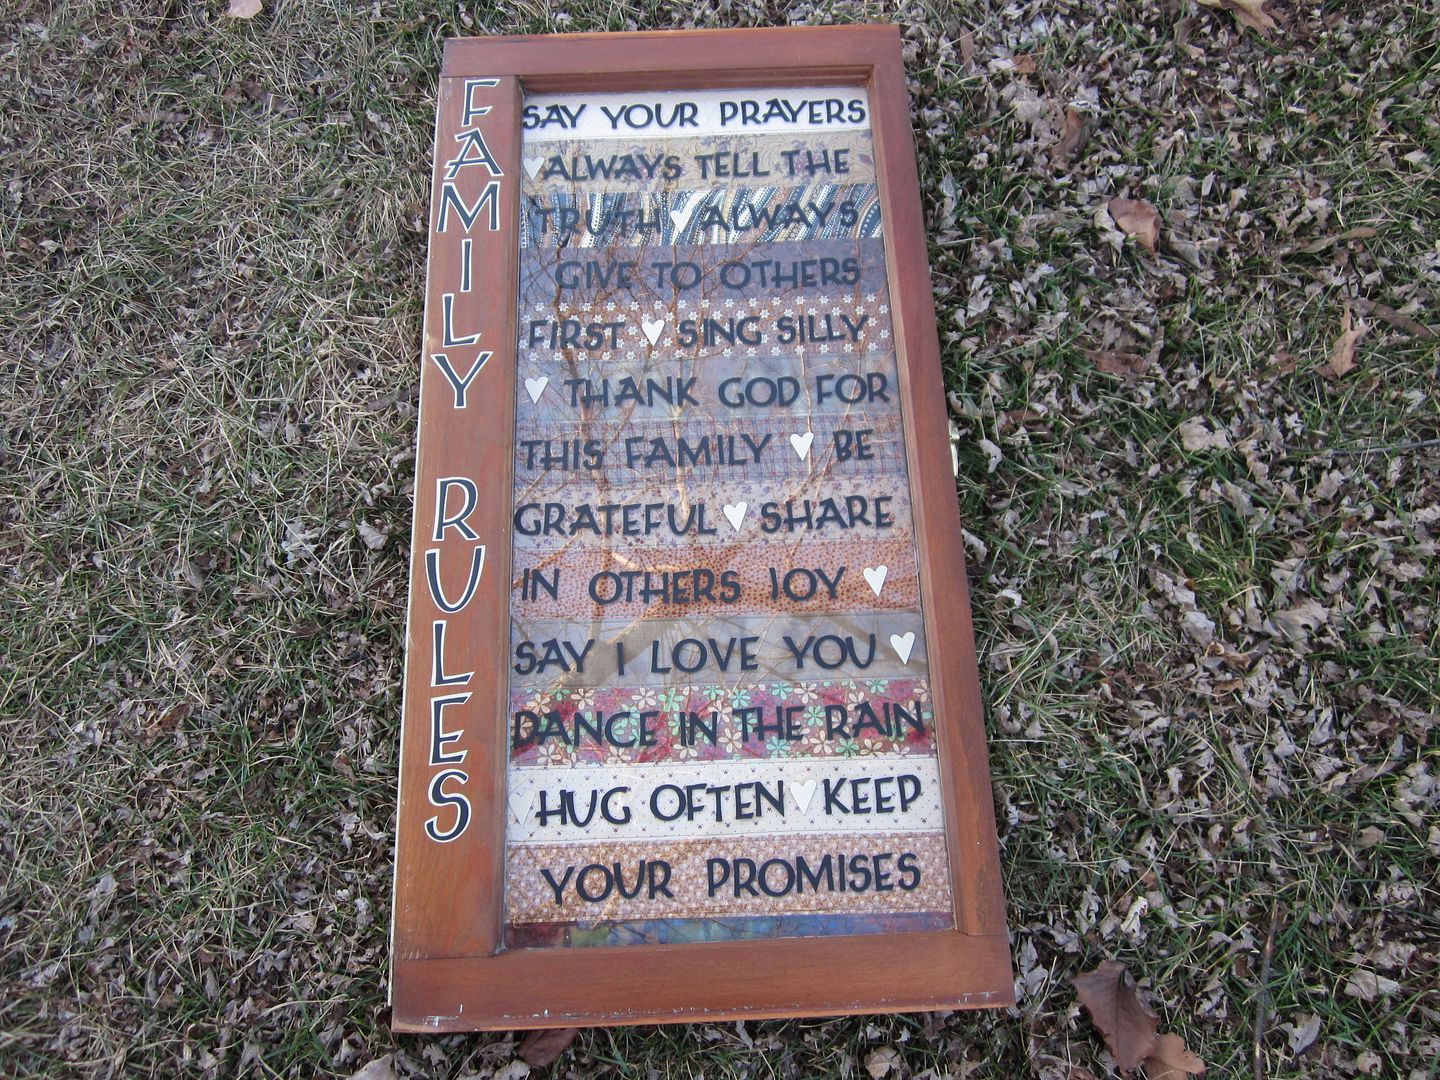 FAMILY RULES
SAY YOUR PRAYERS
ALWAYS TELL THE
TRUTH ALWAYS
GIVE TO OTHERS
FIRST SING SILLY
THANK GOD FOR
THIS FAMILY BE
GRATEFUL SHARE
IN OTHERS JOY
SAY I LOVE YOU
DANCE IN THE RAIN
HUG OFTEN KEEP
YOUR PROMISES